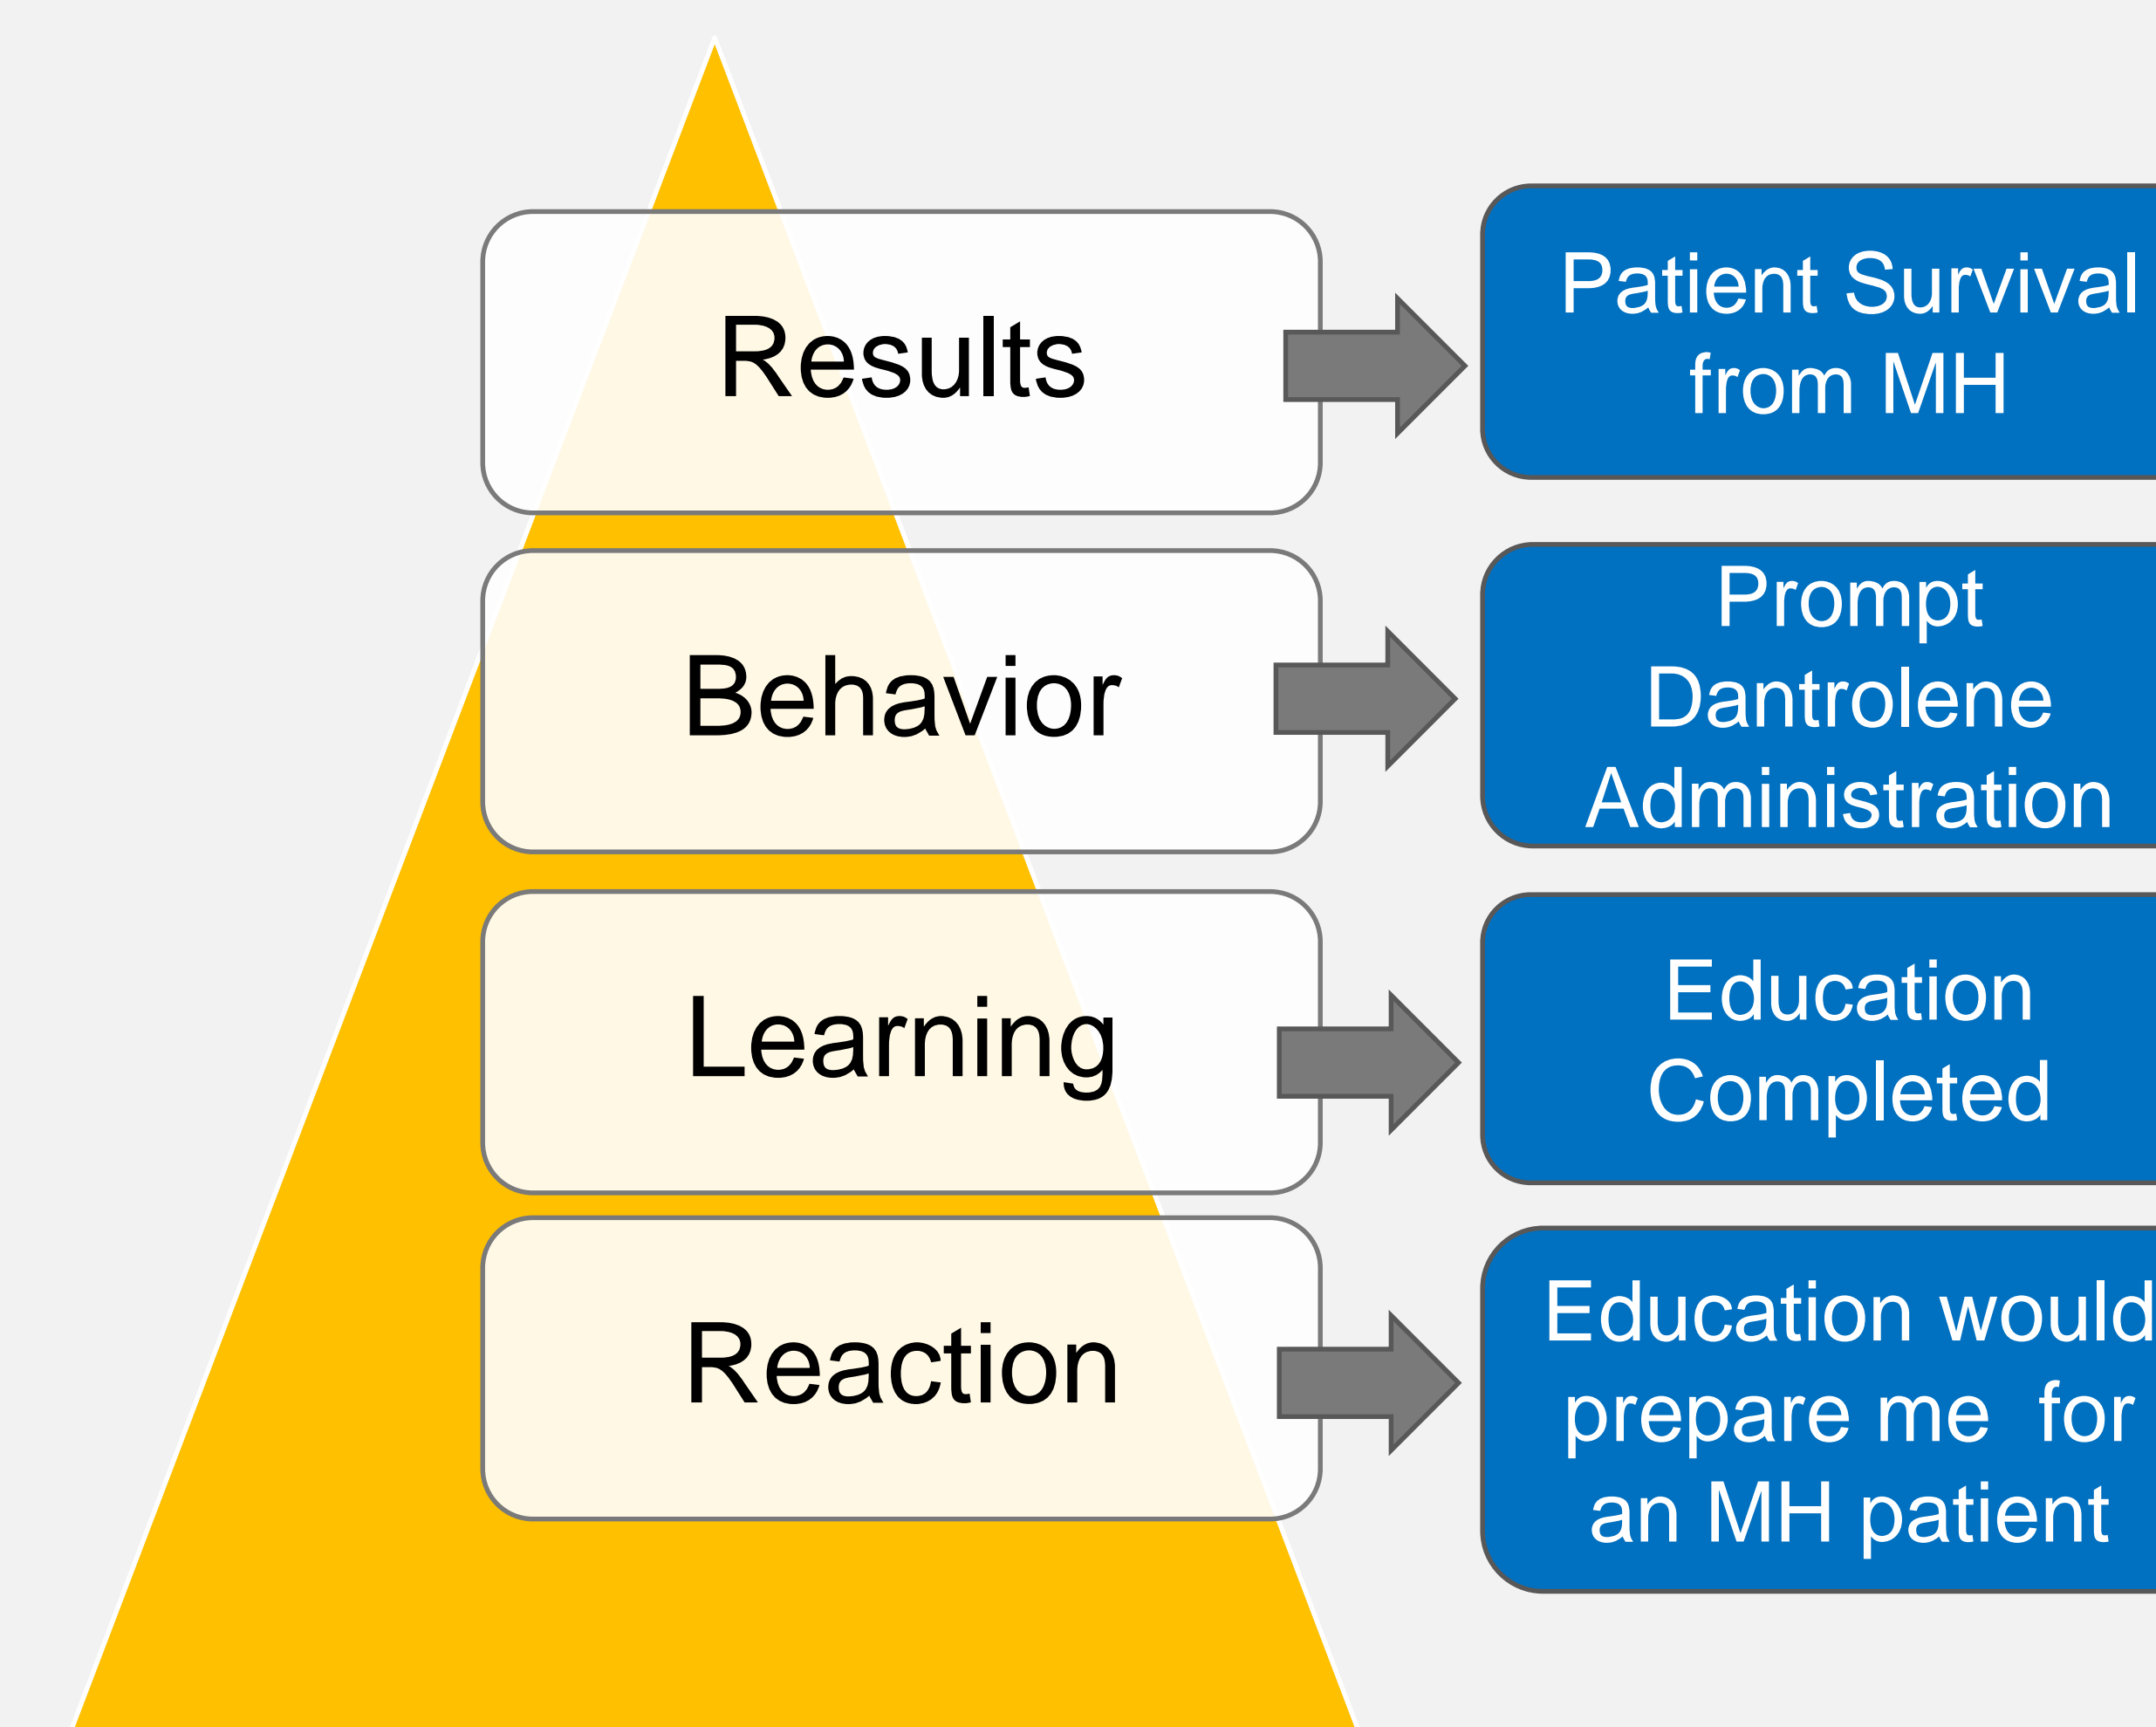 Results
Patient Survival
from MH
Behavior
Prompt
Dantrolene
Administration
Learning
Education
Completed
Reaction
Education would
prepare me  for
an MH patient